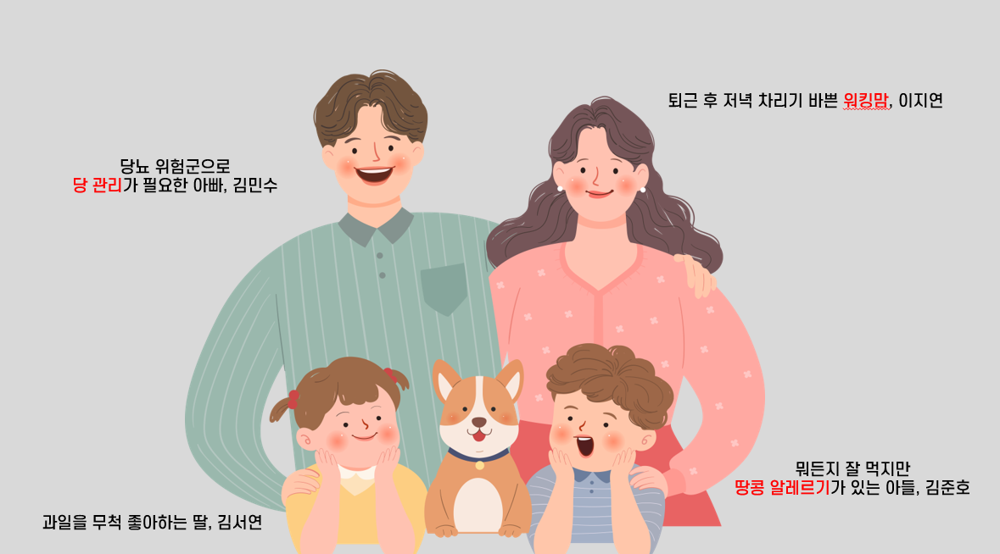 퇴근 후 저녁 차리기 바쁜 워킹맘, 이지연
당뇨 위험군으로
당 관리가 필요한 아빠, 김민수
뭐든지 잘 먹지만
땅콩 알레르기가 있는 아들, 김준호
과일을 무척 좋아하는 딸, 김서연